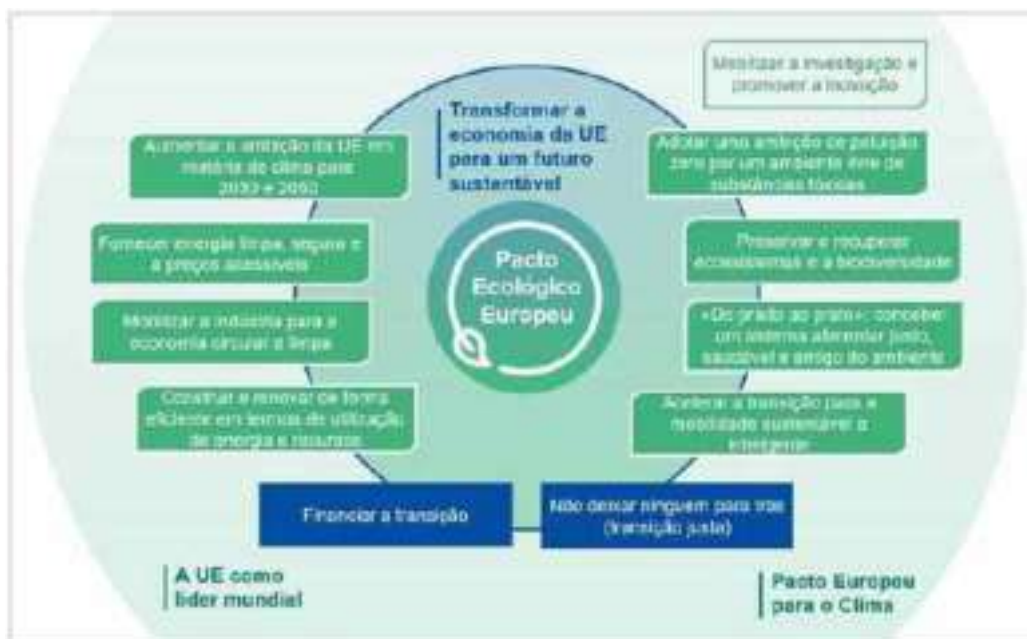 Mobilizar a investigação e
promover a inovação
Transformar a
economia da UE
para um futuro
sustentável
Aumentar a ambição da UE em
matéria de clima para
2030 e 2050
Fornecer energia limpa, segura e
a preços acessíveis
Mobilizar a indústria para a
economia circular e limpa
Construir e renovar de forma
eficiente em termos de utilização
de energia e recursos
Pacto
Ecológico
Europeu
Adotar uma ambição de poluição
zero por um ambiente livre de
substâncias tóxicas
Preservar e recuperar
ecossistemas e a biodiversidade
«Do prado ao prato»: conceber
um sistema alimentar justo,
saudável e amigo do ambiente
Acelerar a transição para a
mobilidade sustentável e
inteligente
Financiar a transição
Não deixar ninguém para trás
(transição justa)
A UE como
líder mundial
Pacto Europeu
para o Clima